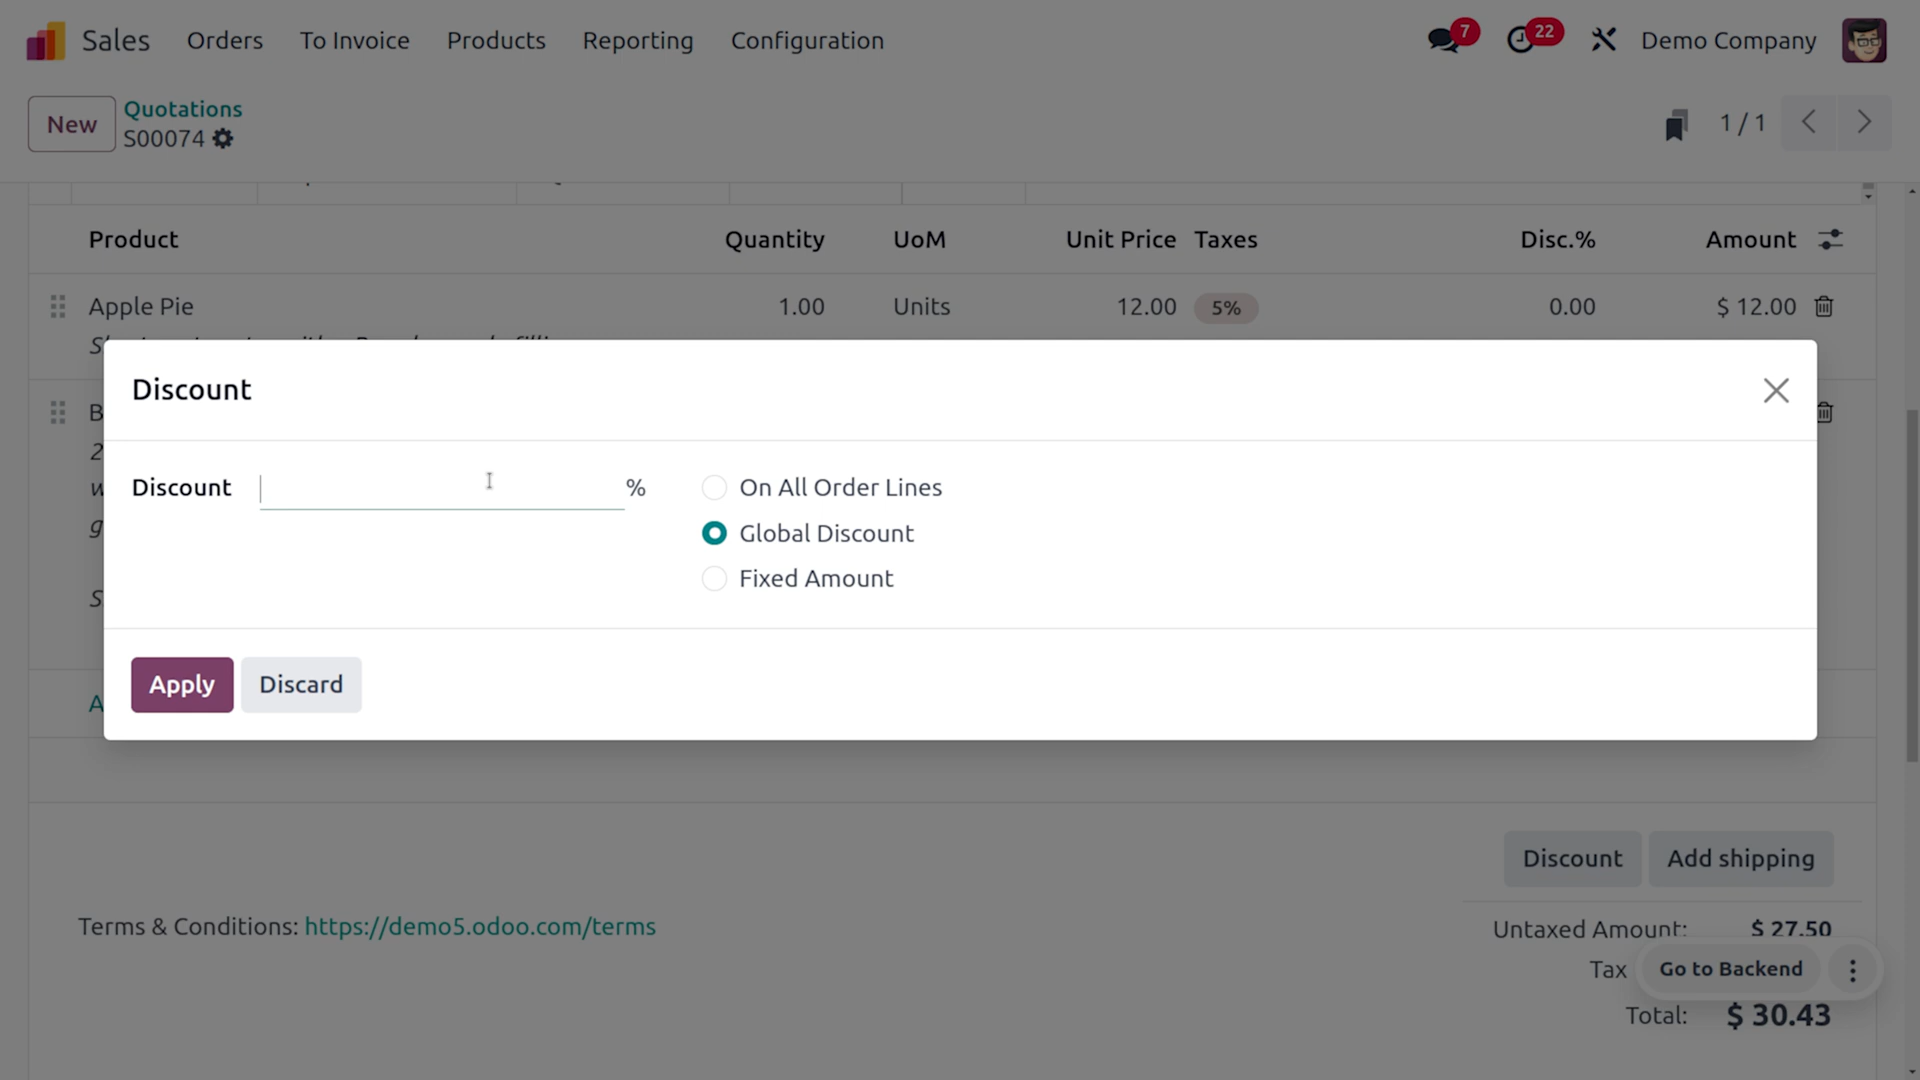 Sales Orders To Invoice Products Reporting Configuration 7 22 Demo Company
New Quotations
S00074 1 / 1
Product Quantity UoM Unit Price Taxes Disc.% Amount
Apple Pie 1.00 Units 12.00 5% 0.00 $ 12.00
Discount
Discount % On All Order Lines
Global Discount
Fixed Amount
Apply Discard
Discount Add shipping
Terms & Conditions: https://demo5.odoo.com/terms
Untaxed Amount: $ 27.50
Tax Go to Backend
Total: $ 30.43